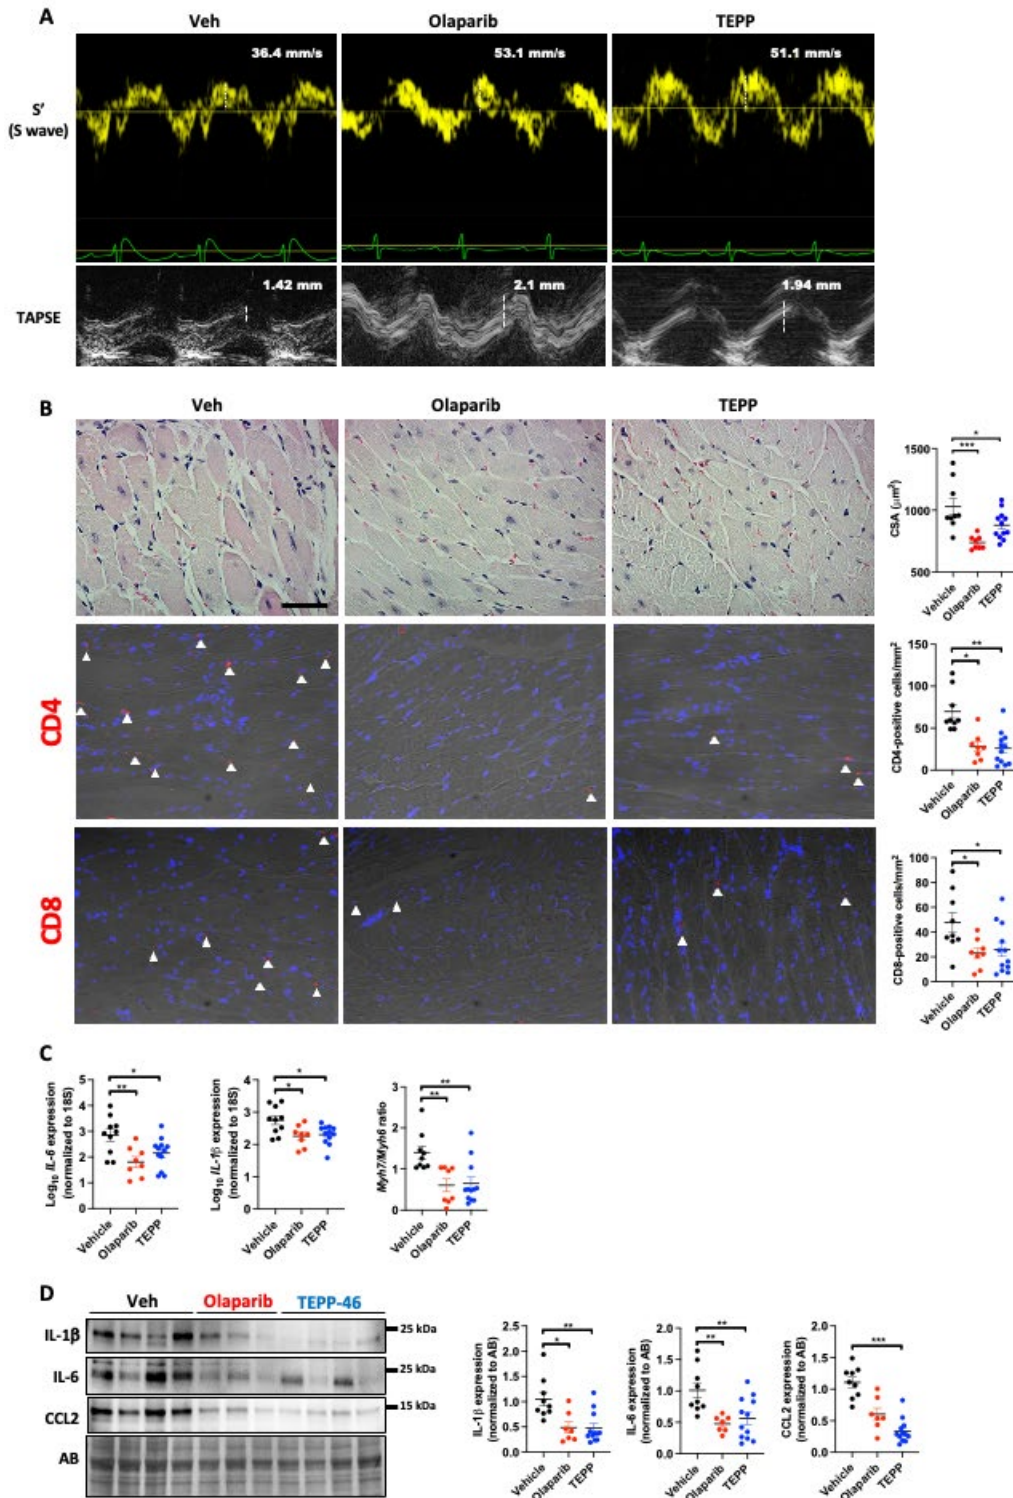 A
Veh
Olaparib
TEPP
S'
(S wave)
36.4 mm/s
53.1 mm/s
51.1 mm/s
TAPSE
1.42 mm
2.1 mm
1.94 mm
B
Veh
Olaparib
TEPP
CSA (μm²)
1500
1000
500
***
*
Vehicle
Olaparib
TEPP
CD4
CD4-positive cells/mm²
150
100
50
0
*
**
Vehicle
Olaparib
TEPP
CD8
CD8-positive cells/mm²
100
80
60
40
20
0
*
*
Vehicle
Olaparib
TEPP
C
Log₁₀ IL-6 expression
(normalized to 18S)
5
4
3
2
1
0
**
*
Vehicle
Olaparib
TEPP
Log₁₀ IL-1β expression
(normalized to 18S)
4
3
2
1
0
*
*
Vehicle
Olaparib
TEPP
Myh7/Myh6 ratio
3
2
1
0
**
**
Vehicle
Olaparib
TEPP
D
Veh
Olaparib
TEPP-46
IL-1β
25 kDa
IL-6
25 kDa
CCL2
15 kDa
AB
IL-1β expression
(normalized to AB)
2.5
2.0
1.5
1.0
0.5
0.0
*
**
Vehicle
Olaparib
TEPP
IL-6 expression
(normalized to AB)
2.0
1.5
1.0
0.5
0.0
**
**
Vehicle
Olaparib
TEPP
CCL2 expression
(normalized to AB)
2.0
1.5
1.0
0.5
0.0
***
Vehicle
Olaparib
TEPP